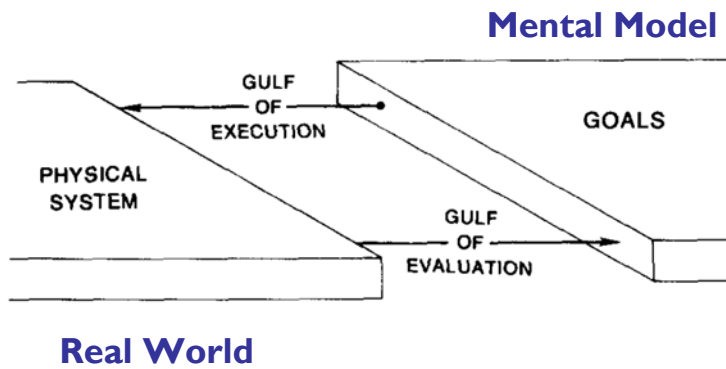 Mental Model
GULF
OF
EXECUTION
GOALS
PHYSICAL
SYSTEM
GULF
OF
EVALUATION
Real World